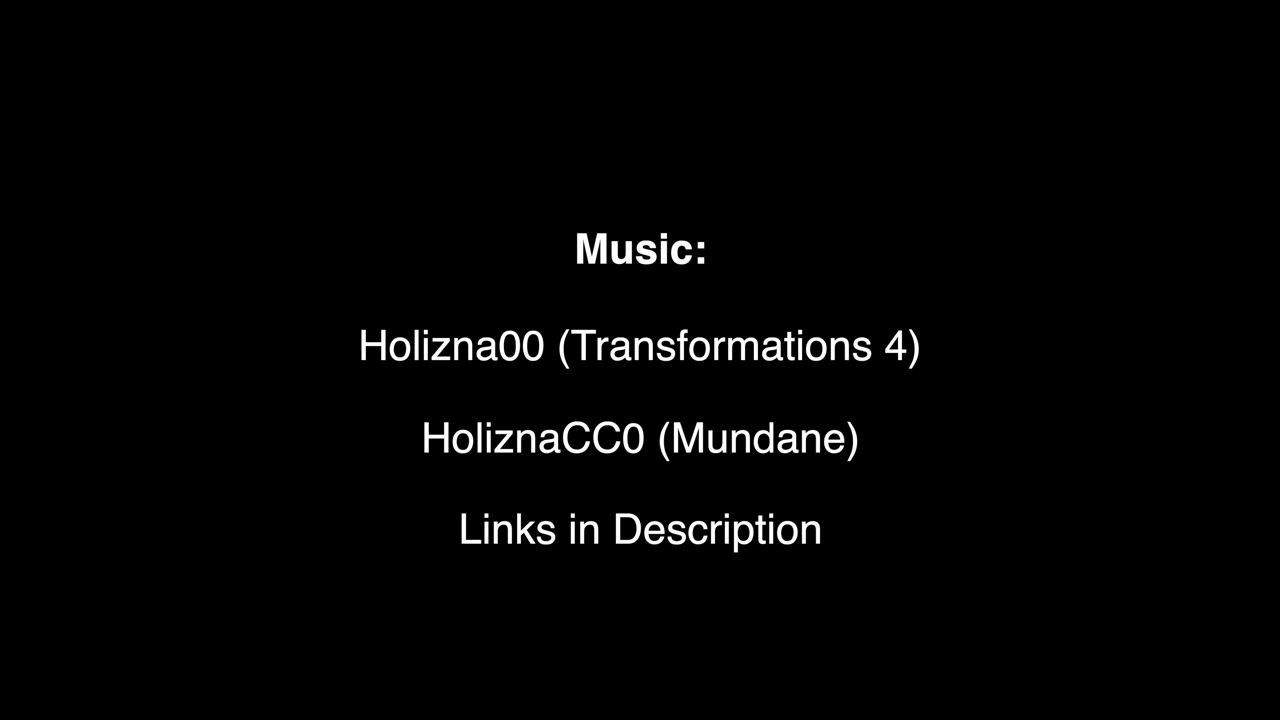 Music:
Holizna00 (Transformations 4)
HoliznaCC0 (Mundane)
Links in Description